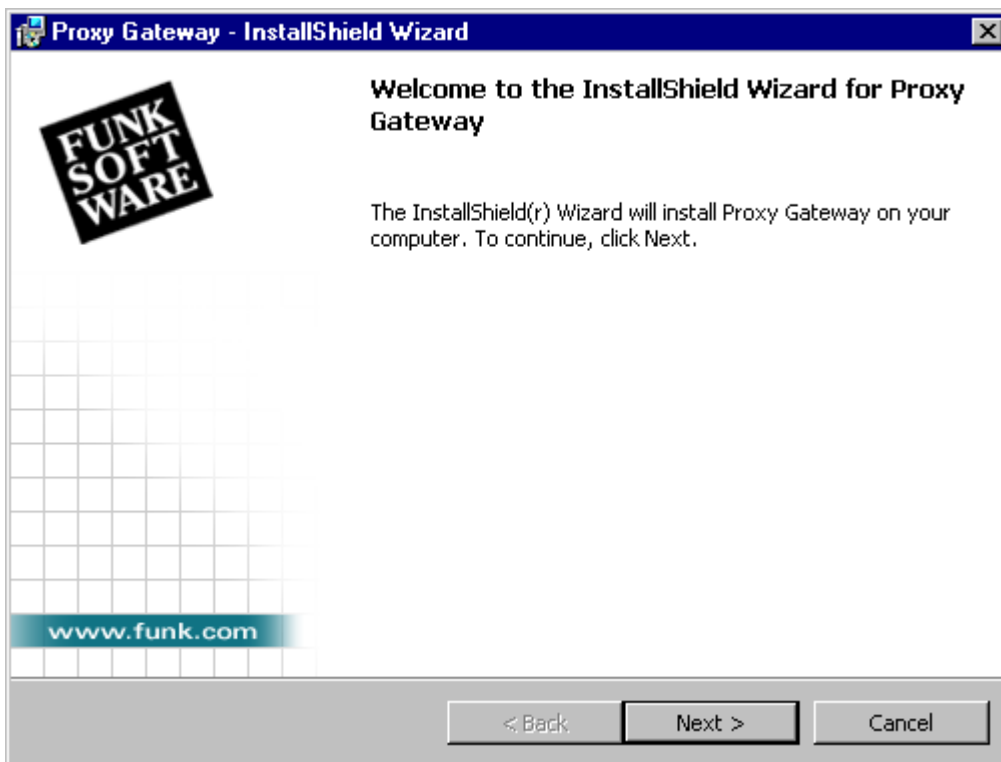 Proxy Gateway - InstallShield Wizard
FUNK
SOFT
WARE
Welcome to the InstallShield Wizard for Proxy
Gateway
The InstallShield(r) Wizard will install Proxy Gateway on your
computer. To continue, click Next.
www.funk.com
< Back
Next >
Cancel